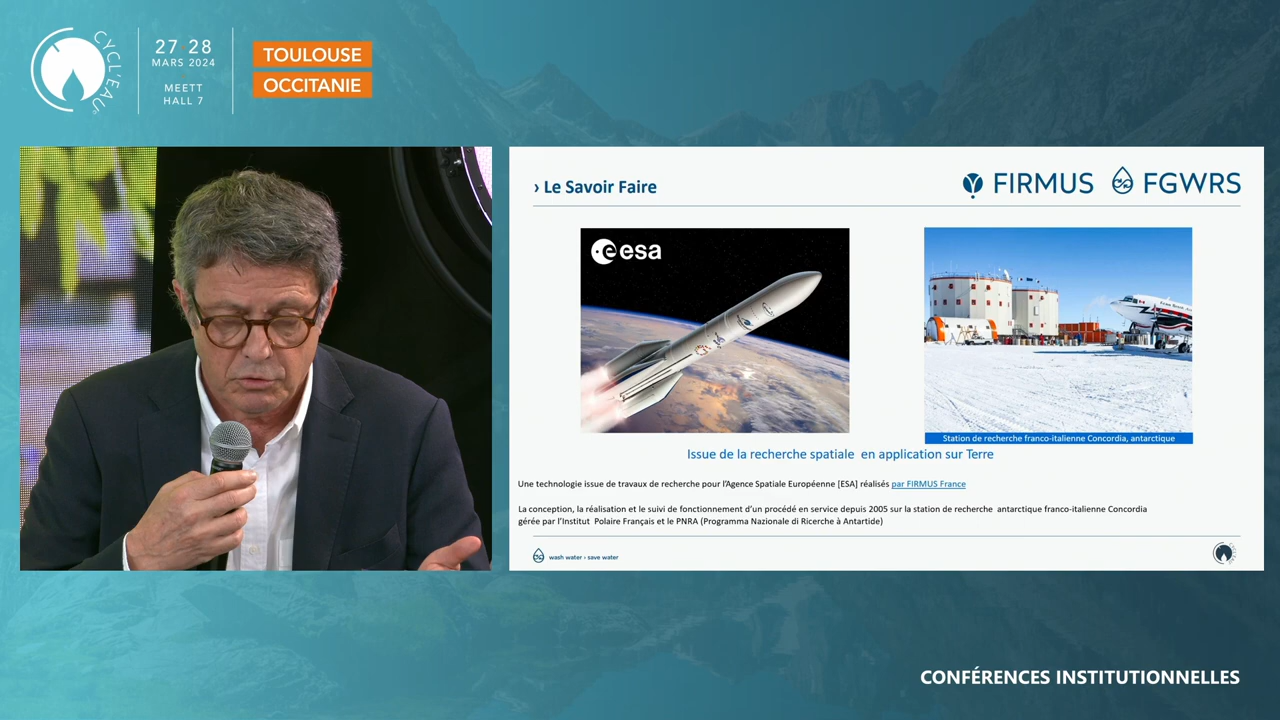 CYCL'EAU
27 28
MARS 2024
MEETT
HALL 7
TOULOUSE
OCCITANIE
› Le Savoir Faire
FIRMUS
FGWRS
esa
Station de recherche franco-italienne Concordia, antarctique
Issue de la recherche spatiale en application sur Terre
Une technologie issue de travaux de recherche pour l'Agence Spatiale Européenne [ESA] réalisés par FIRMUS France
La conception, la réalisation et le suivi de fonctionnement d'un procédé en service depuis 2005 sur la station de recherche antarctique franco-italienne Concordia
gérée par l'Institut Polaire Français et le PNRA (Programma Nazionale di Ricerche à Antartide)
wash water › save water
CONFÉRENCES INSTITUTIONNELLES